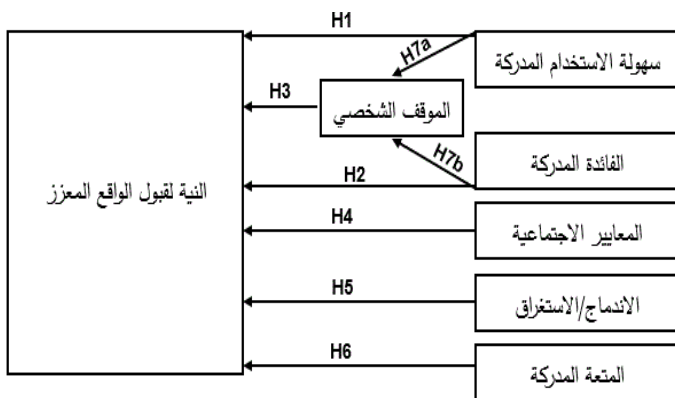 H1
سهولة الاستخدام المدركة
H7a
H3
الموقف الشخصي
H7b
الفائدة المدركة
H2
النية لقبول الواقع المعزز
H4
المعايير الاجتماعية
H5
الاندماج/الاستغراق
H6
المتعة المدركة